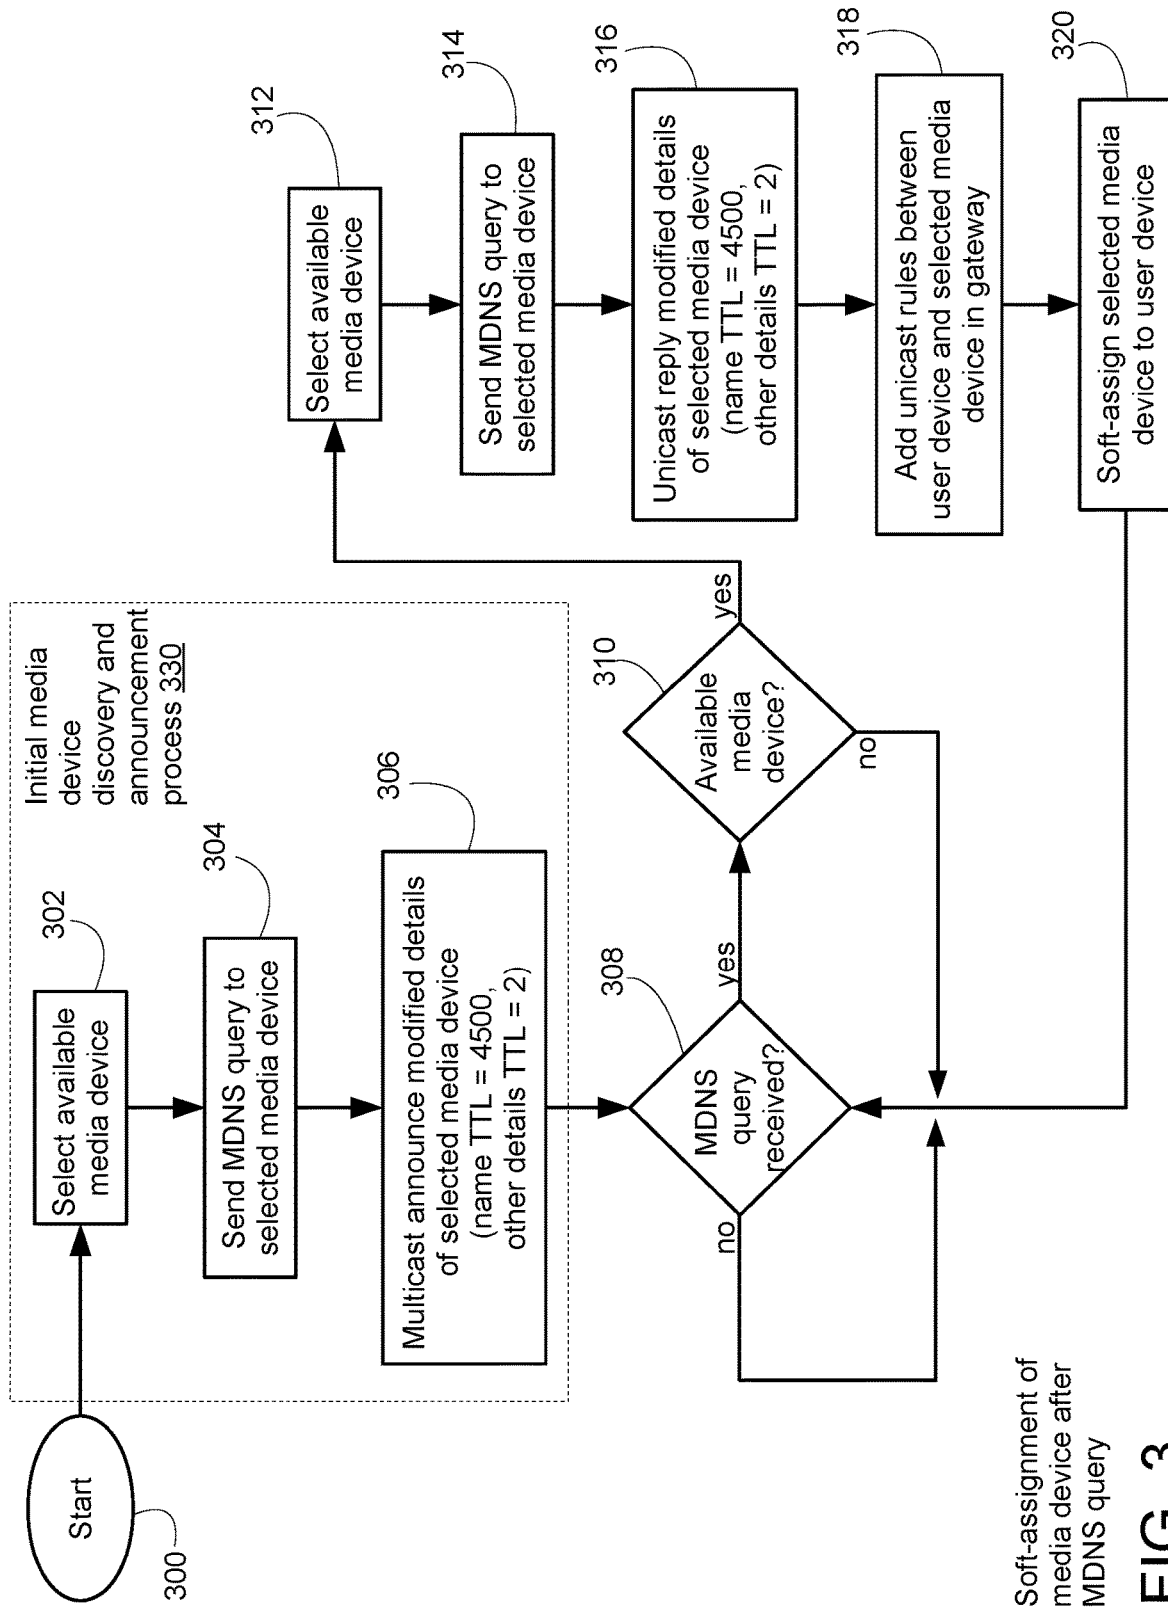 Start
300
Select available
media device
302
Send MDNS query to
selected media device
304
Multicast announce modified details
of selected media device
(name TTL = 4500,
other details TTL = 2)
306
Initial media
device
discovery and
announcement
process 330
MDNS
query
received?
308
no
yes
Available
media
device?
310
no
yes
Select available
media device
312
Send MDNS query to
selected media device
314
Unicast reply modified details
of selected media device
(name TTL = 4500,
other details TTL = 2)
316
Add unicast rules between
user device and selected media
device in gateway
318
Soft-assign selected media
device to user device
320
Soft-assignment of
media device after
MDNS query
FIG. 3